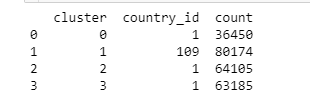 cluster country_id count
0 0 1 36450
1 1 109 80174
2 2 1 64105
3 3 1 63185